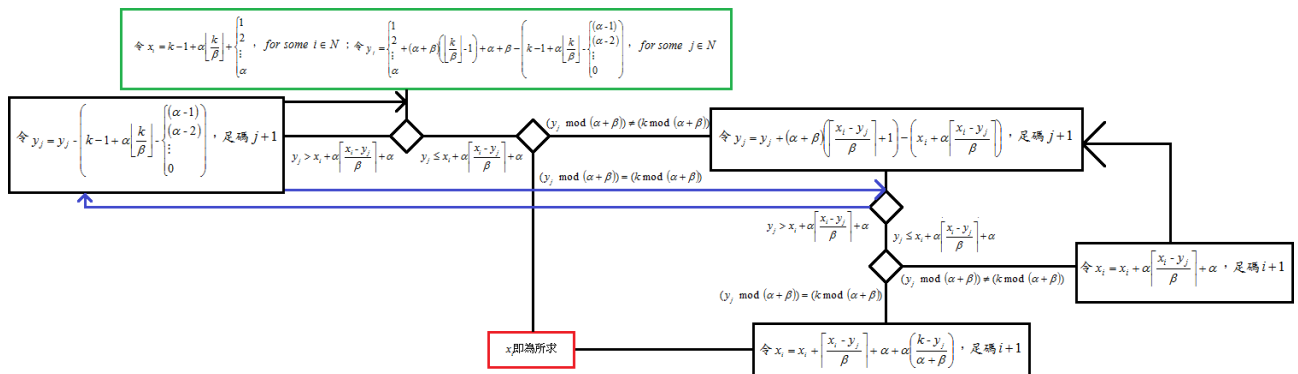 令 x_i = k-1+α⌊k/β⌋+{1 2 ⋮ α , for some i∈N ; 令 y_i = {1 2 ⋮ α +(α+β)(⌊k/β⌋-1)+α+β-(k-1+α⌊k/β⌋-{(α-1) (α-2) ⋮ 0) , for some j∈N
令 y_j = y_j -(k-1+α⌊k/β⌋-{(α-1) (α-2) ⋮ 0) , 足碼 j+1
y_j > x_i+α⌈(x_i-y_j)/β⌉+α
y_j ≤ x_i+α⌈(x_i-y_j)/β⌉+α
(y_j mod (α+β)) ≠ (k mod (α+β))
令 y_j = y_j+(α+β)(⌈(x_i-y_j)/β⌉+1)-(x_i+α⌈(x_i-y_j)/β⌉) , 足碼 j+1
(y_j mod (α+β)) = (k mod (α+β))
y_j > x_i+α⌈(x_i-y_j)/β⌉+α
y_j ≤ x_i+α⌈(x_i-y_j)/β⌉+α
令 x_i = x_i+α⌈(x_i-y_j)/β⌉+α , 足碼 i+1
(y_j mod (α+β)) ≠ (k mod (α+β))
(y_j mod (α+β)) = (k mod (α+β))
x_i即為所求
令 x_i = x_i+⌈(x_i-y_j)/β⌉+α+α((k-y_j)/(α+β)) , 足碼 i+1